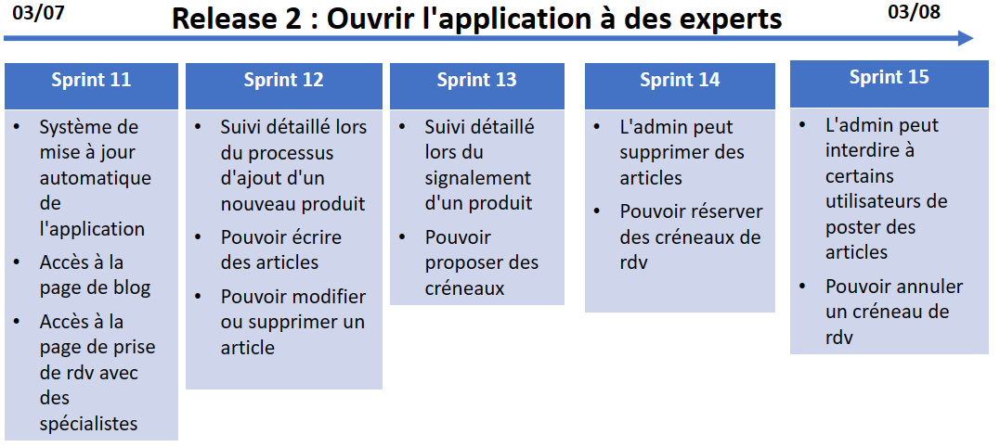 03/07
Release 2 : Ouvrir l'application à des experts
03/08
Sprint 11
• Système de
mise à jour
automatique
de
l'application
• Accès à la
page de blog
• Accès à la
page de prise
de rdv avec
des
spécialistes
Sprint 12
• Suivi détaillé lors
du processus
d'ajout d'un
nouveau produit
• Pouvoir écrire
des articles
• Pouvoir modifier
ou supprimer un
article
Sprint 13
• Suivi détaillé
lors du
signalement
d'un produit
• Pouvoir
proposer des
créneaux
Sprint 14
• L'admin peut
supprimer des
articles
• Pouvoir réserver
des créneaux de
rdv
Sprint 15
• L'admin peut
interdire à
certains
utilisateurs de
poster des
articles
• Pouvoir annuler
un créneau de
rdv